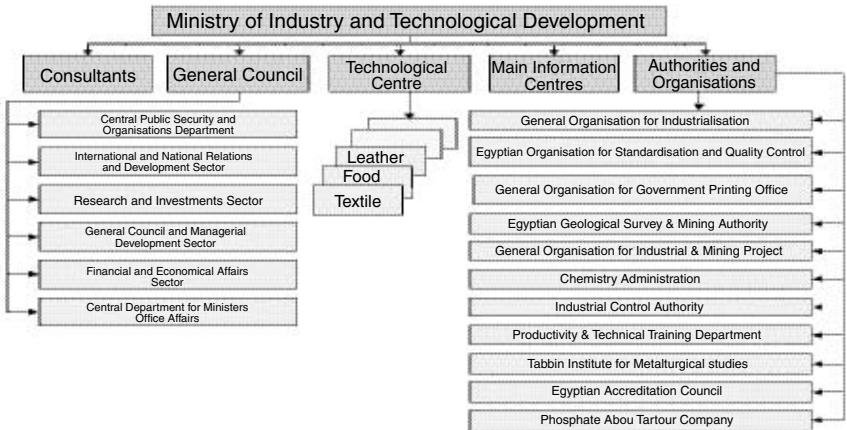 Ministry of Industry and Technological Development
Consultants
General Council
Technological
Centre
Main Information
Centres
Authorities and
Organisations
Central Public Security and
Organisations Department
International and National Relations
and Development Sector
Research and Investments Sector
General Council and Managerial
Development Sector
Financial and Economical Affairs
Sector
Central Department for Ministers
Office Affairs
Leather
Food
Textile
General Organisation for Industrialisation
Egyptian Organisation for Standardisation and Quality Control
General Organisation for Government Printing Office
Egyptian Geological Survey & Mining Authority
General Organisation for Industrial & Mining Project
Chemistry Administration
Industrial Control Authority
Productivity & Technical Training Department
Tabbin Institute for Metalturgical studies
Egyptian Accreditation Council
Phosphate Abou Tartour Company